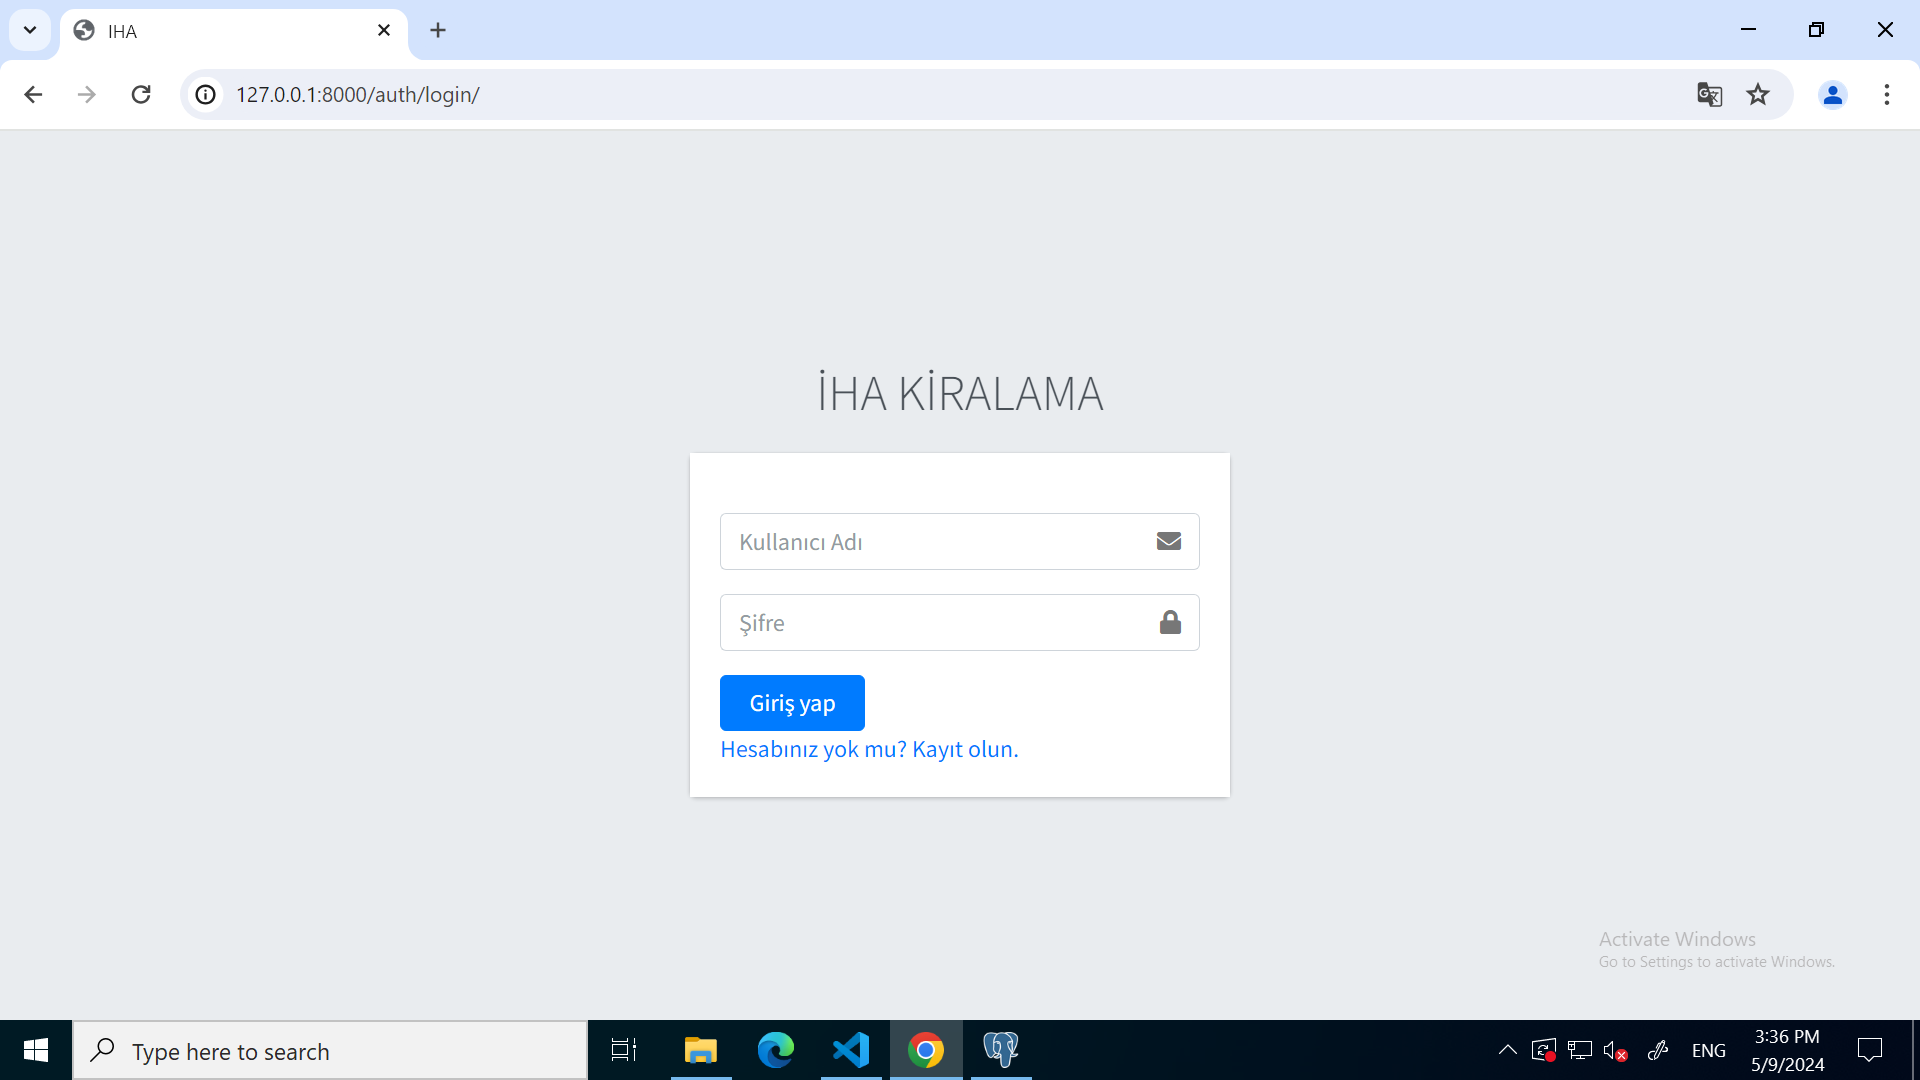 IHA
127.0.0.1:8000/auth/login/
İHA KİRALAMA
Kullanıcı Adı
Şifre
Giriş yap
Hesabınız yok mu? Kayıt olun.
Activate Windows
Go to Settings to activate Windows.
Type here to search
ENG
3:36 PM
5/9/2024